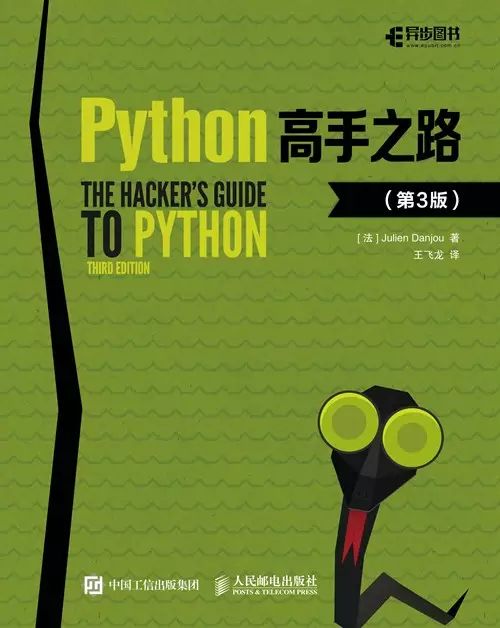 异步图书
www.epubit.com.cn
Python 高手之路
THE HACKER'S GUIDE
TO PYTHON
THIRD EDITION
（第3版）
[法]Julien Danjou 著
王飞龙 译
中国工信出版集团
人民邮电出版社
POSTS & TELECOM PRESS